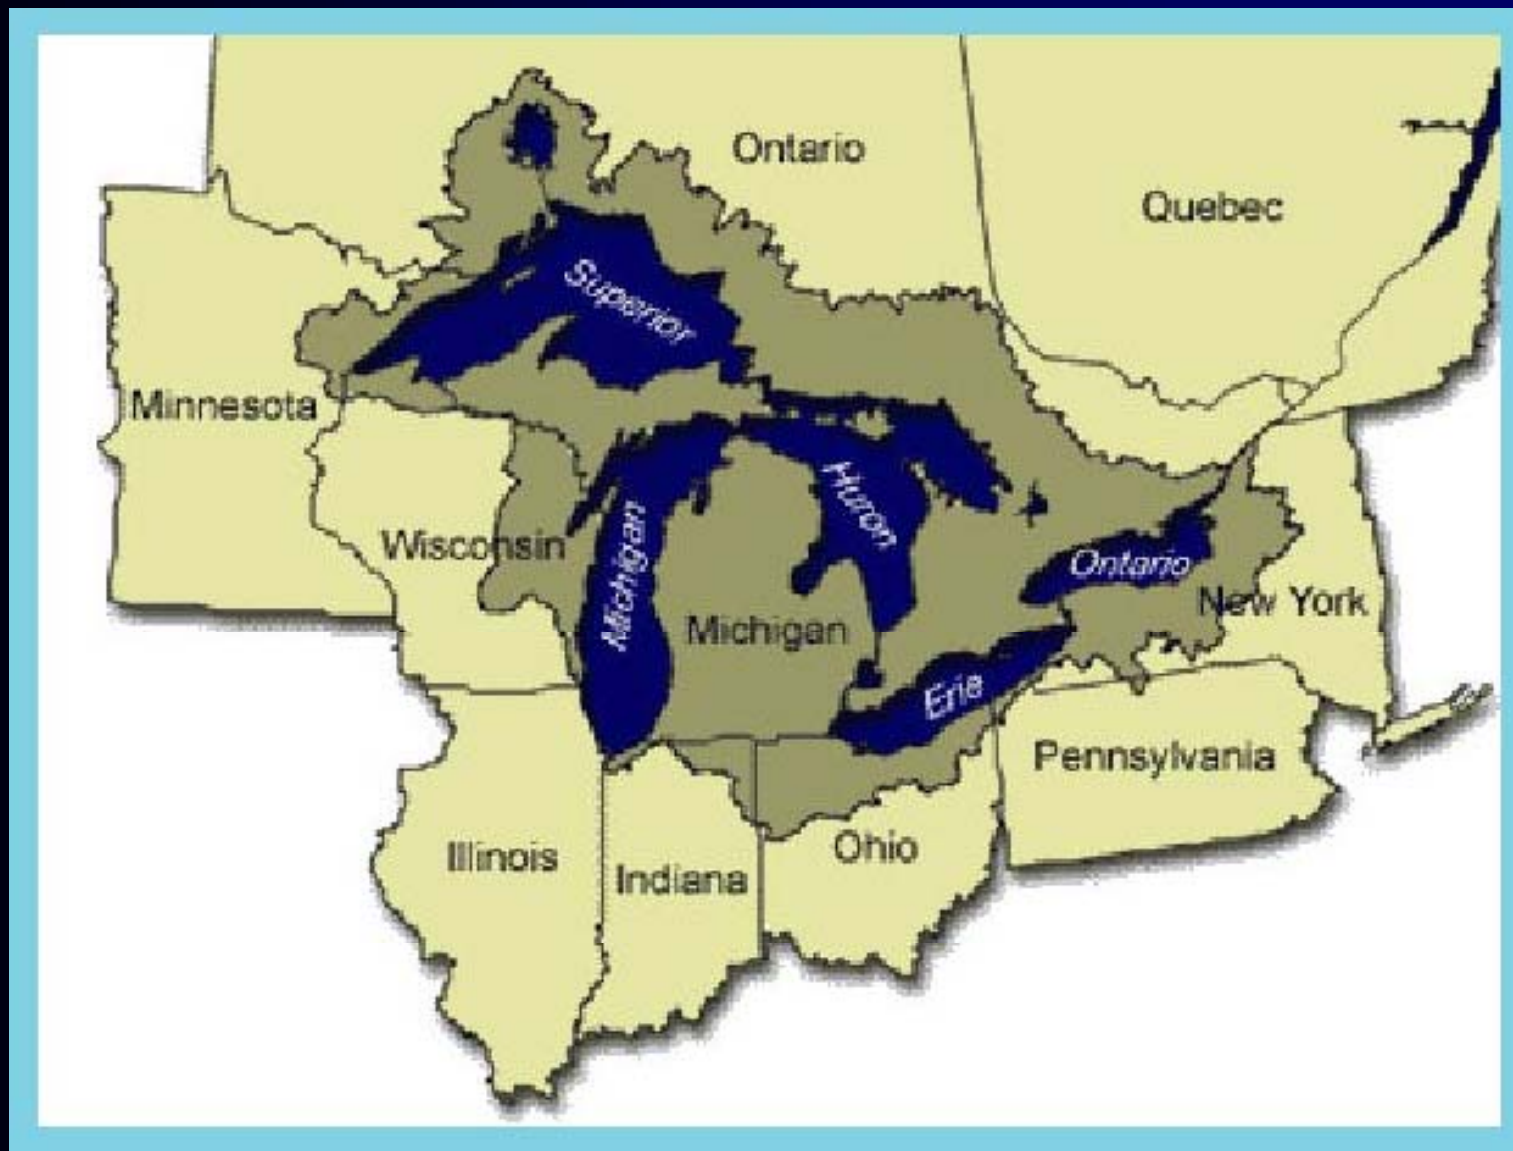 Ontario
Quebec
Superior
Minnesota
Huron
Wisconsin
Michigan
Ontario
New York
Michigan
Erie
Pennsylvania
Illinois
Indiana
Ohio